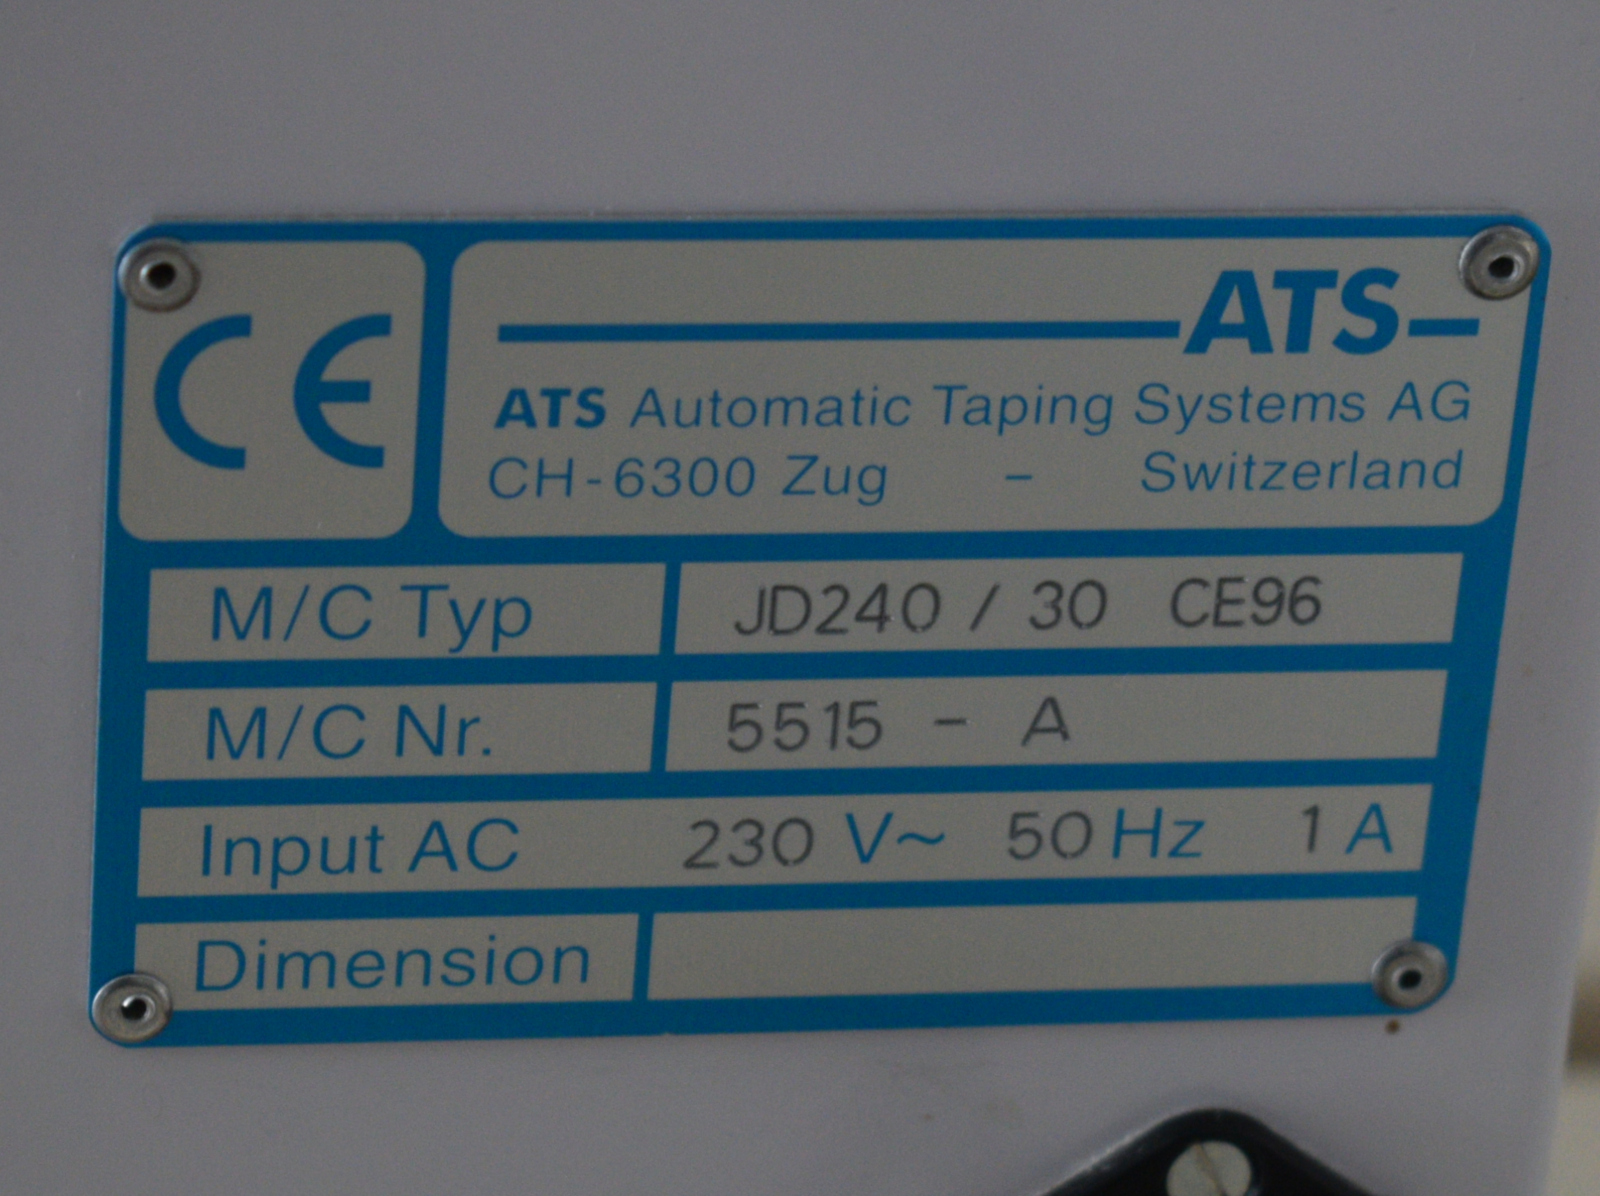 CE
ATS
ATS Automatic Taping Systems AG
CH-6300 Zug - Switzerland
M/C Typ JD240 / 30 CE96
M/C Nr. 5515 - A
Input AC 230 V~ 50 Hz 1 A
Dimension